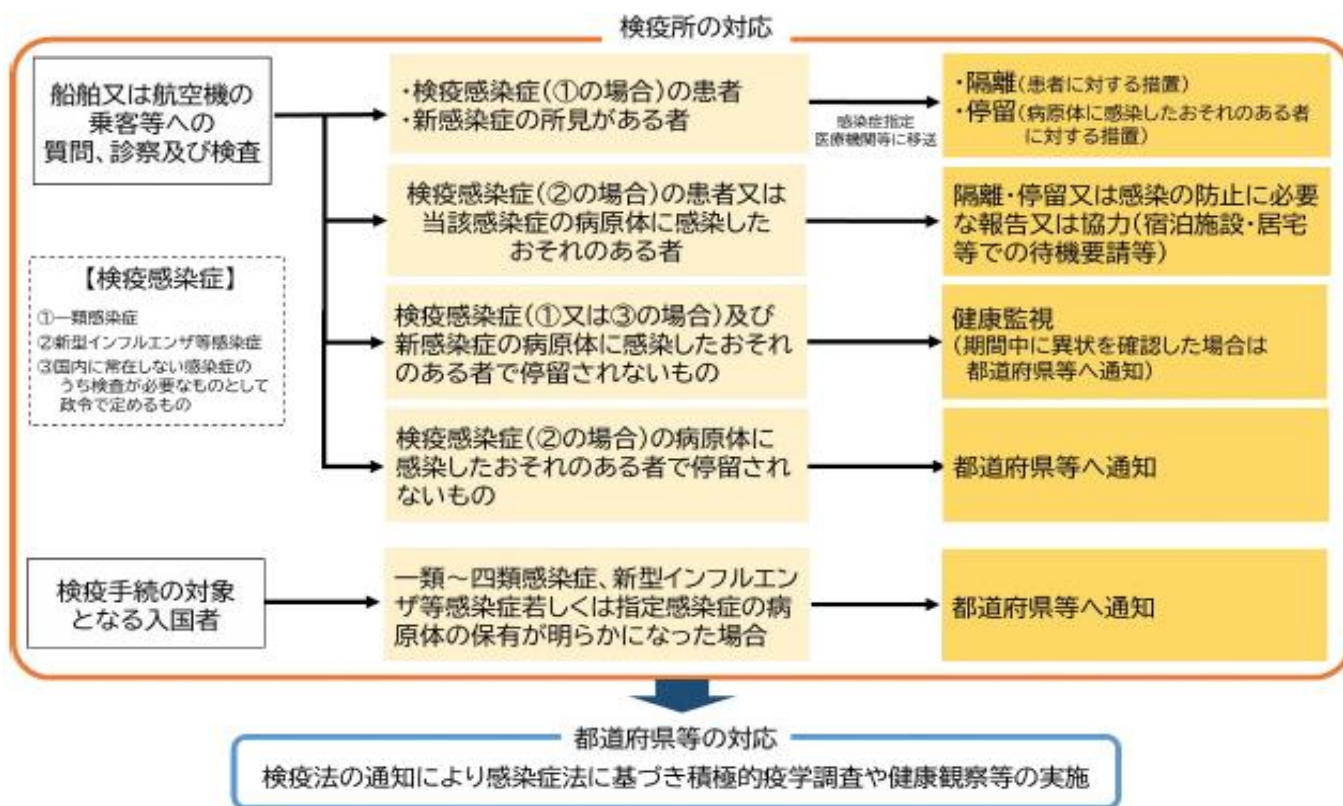 検疫所の対応
船舶又は航空機の
乗客等への
質問、診察及び検査
・検疫感染症(①の場合)の患者
・新感染症の所見がある者
感染症指定
医療機関等に移送
・隔離(患者に対する措置)
・停留(病原体に感染したおそれのある者
に対する措置)
検疫感染症(②の場合)の患者又は
当該感染症の病原体に感染した
おそれのある者
隔離・停留又は感染の防止に必要
な報告又は協力(宿泊施設・居宅
等での待機要請等)
【検疫感染症】
①一類感染症
②新型インフルエンザ等感染症
③国内に常在しない感染症の
うち検査が必要なものとして
政令で定めるもの
検疫感染症(①又は③の場合)及び
新感染症の病原体に感染したおそれ
のある者で停留されないもの
健康監視
(期間中に異状を確認した場合は
都道府県等へ通知)
検疫感染症(②の場合)の病原体に
感染したおそれのある者で停留され
ないもの
都道府県等へ通知
検疫手続の対象
となる入国者
一類～四類感染症、新型インフルエン
ザ等感染症若しくは指定感染症の病
原体の保有が明らかになった場合
都道府県等へ通知
都道府県等の対応
検疫法の通知により感染症法に基づき積極的疫学調査や健康観察等の実施